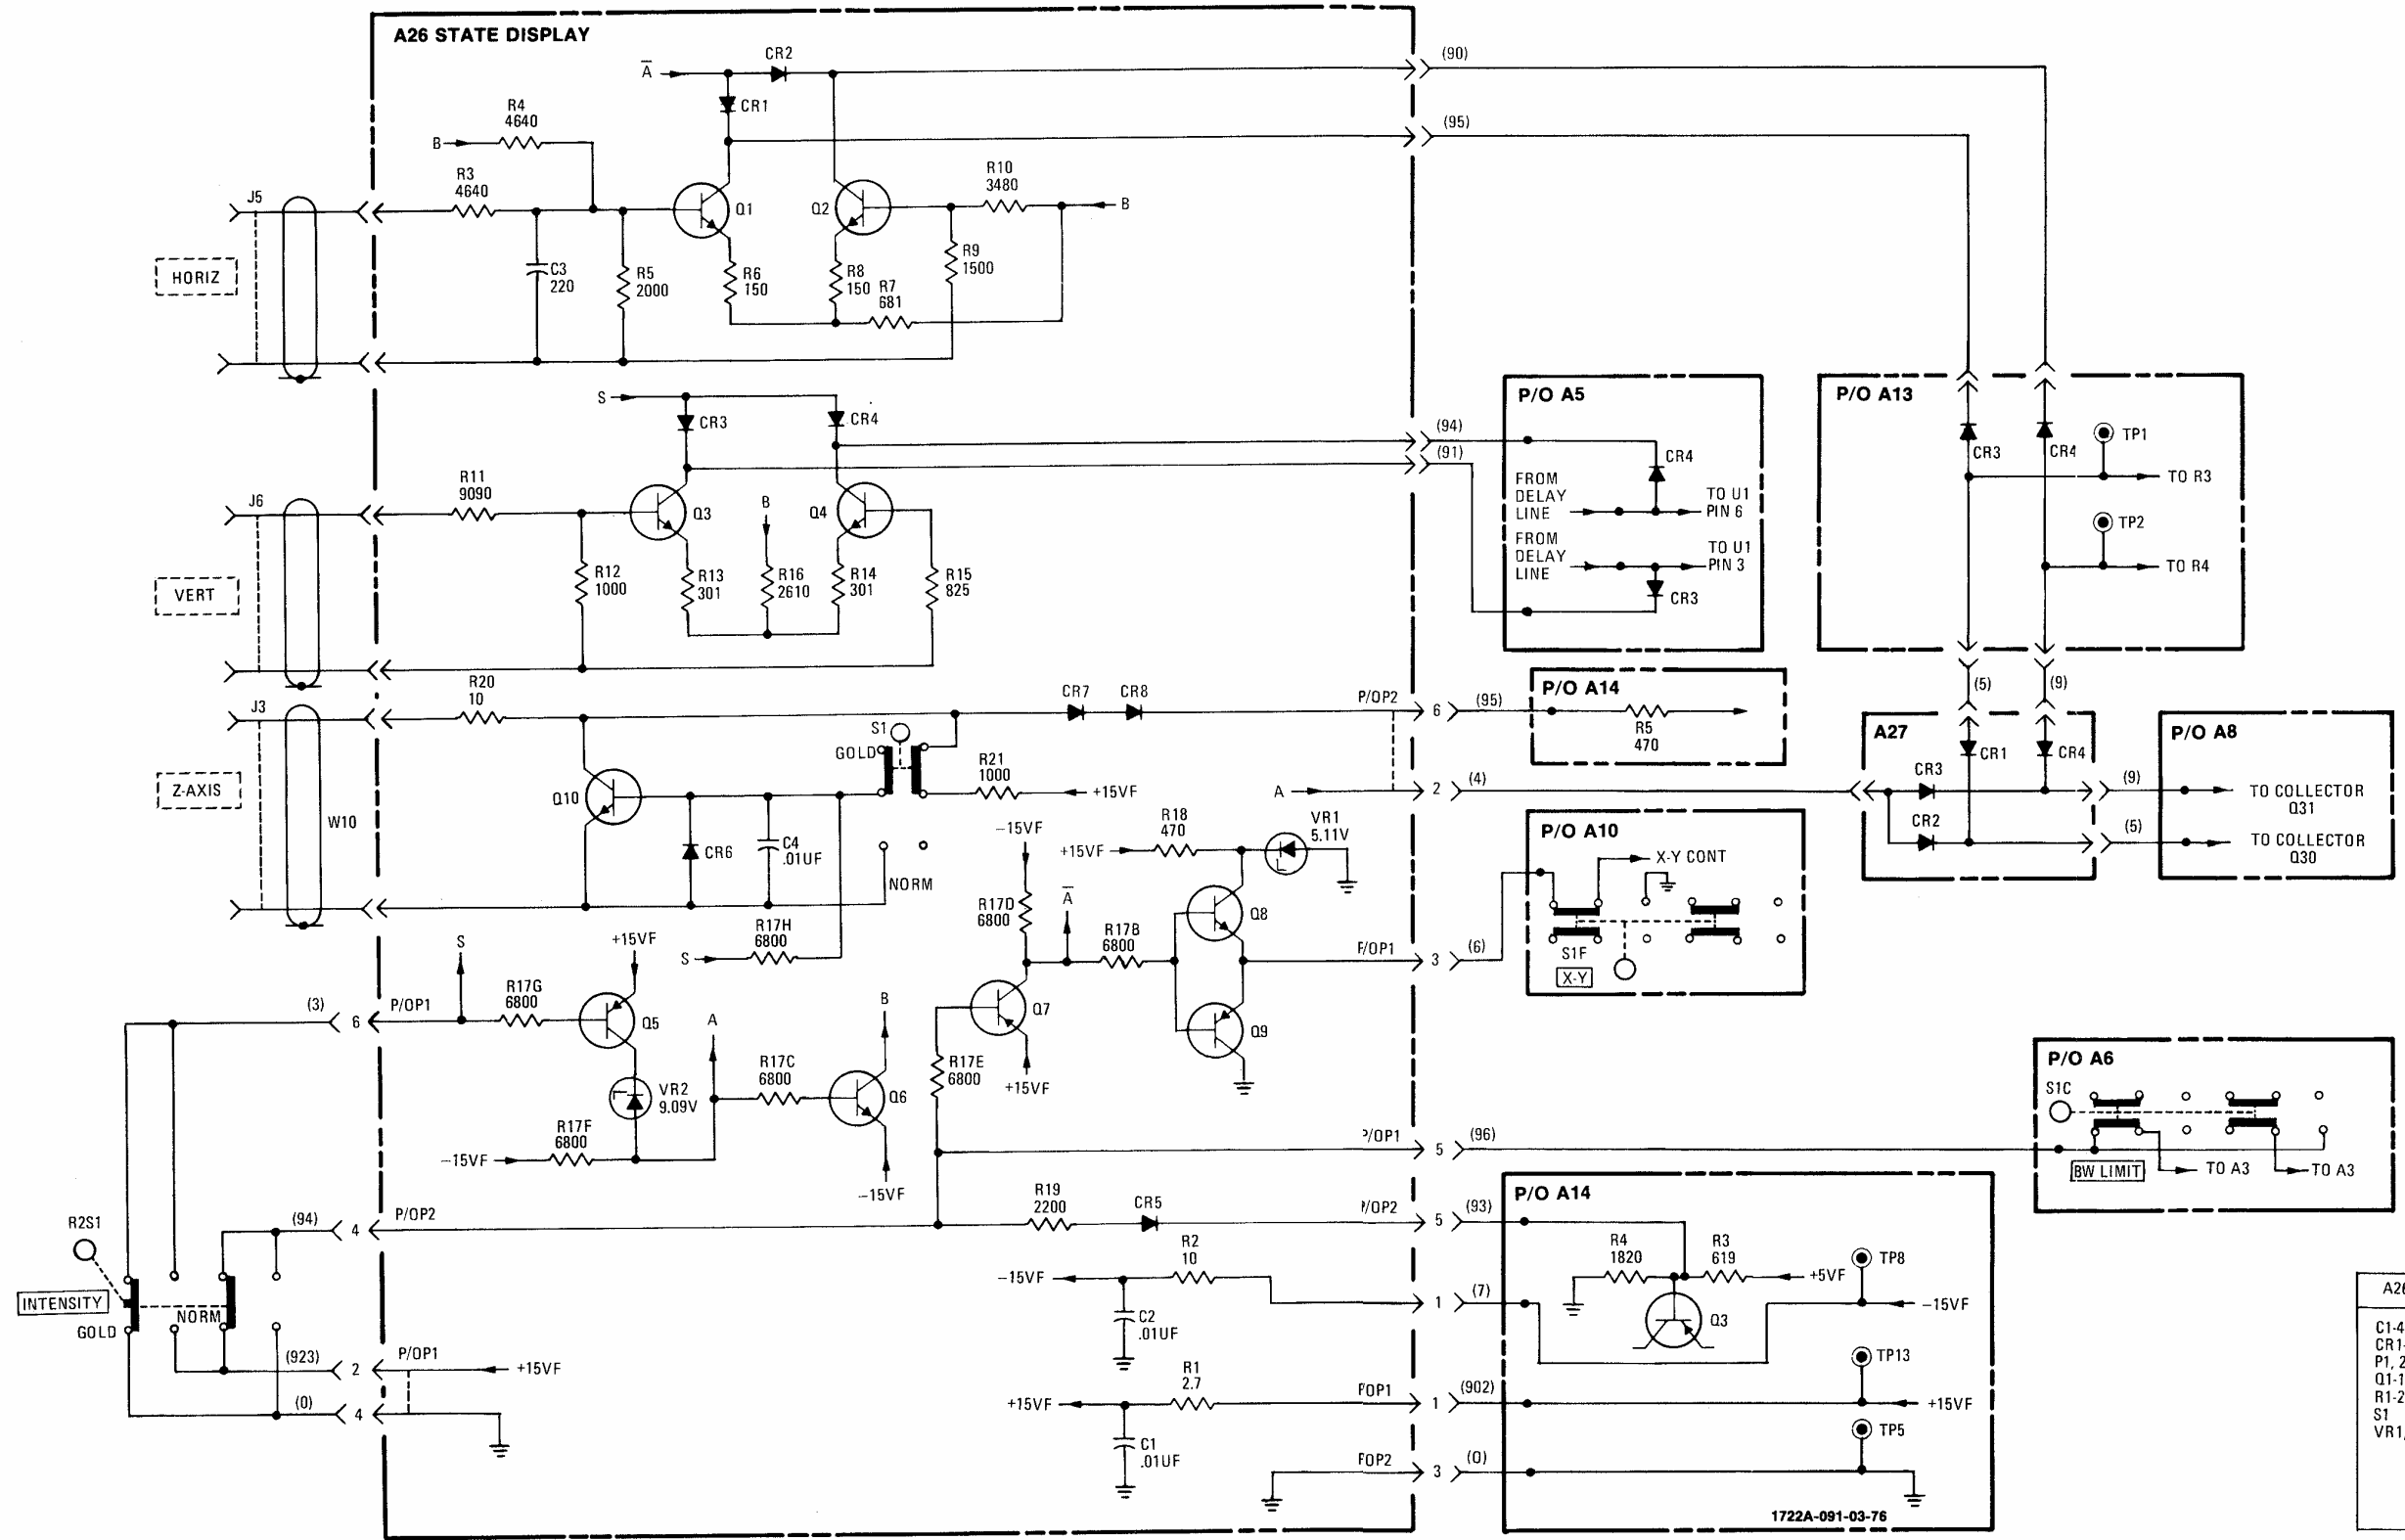 A26 STATE DISPLAY
A̅
CR2
(90)
CR1
(95)
R4
4640
B
R3
4640
R10
3480
B
J5
Q1
Q2
R9
1500
HORIZ
C3
220
R5
2000
R6
150
R8
150
R7
681
S
CR3
CR4
(94)
(91)
P/O A5
CR4
FROM
DELAY
LINE
TO U1
PIN 6
FROM
DELAY
LINE
TO U1
PIN 3
CR3
P/O A13
CR3
CR4
TP1
TO R3
TP2
TO R4
R11
9090
J6
B
Q3
Q4
VERT
R12
1000
R13
301
R16
2610
R14
301
R15
825
R20
10
J3
CR7
CR8
P/OP2
6
(95)
P/O A14
R5
470
(5)
(9)
S1
GOLD
R21
1000
+15VF
Z-AXIS
W10
Q10
CR6
C4
.01UF
NORM
A
2
(4)
A27
CR1
CR4
CR3
CR2
(9)
(5)
P/O A8
TO COLLECTOR
Q31
TO COLLECTOR
Q30
−15VF
R18
470
+15VF
VR1
5.11V
P/O A10
X-Y CONT
S1F
X-Y
R17D
6800
A̅
R17B
6800
Q8
Q9
P/OP1
3
(6)
R17H
6800
S
S
+15VF
R17G
6800
Q5
(3)
6
P/OP1
B
A
Q7
+15VF
R17E
6800
R17C
6800
Q6
VR2
9.09V
R17F
6800
−15VF
−15VF
P/OP1
5
(96)
P/O A6
S1C
BW LIMIT
TO A3
TO A3
R2S1
INTENSITY
GOLD
NORM
(94)
4
P/OP2
R19
2200
CR5
P/OP2
5
(93)
P/O A14
R4
1820
R3
619
+5VF
Q3
TP8
−15VF
TP13
+15VF
TP5
R2
10
−15VF
C2
.01UF
1
(7)
(923)
2
P/OP1
+15VF
(0)
4
R1
2.7
+15VF
C1
.01UF
1
(902)
3
(0)
1722A-091-03-76
A26
C1-4
P1, 2
S1